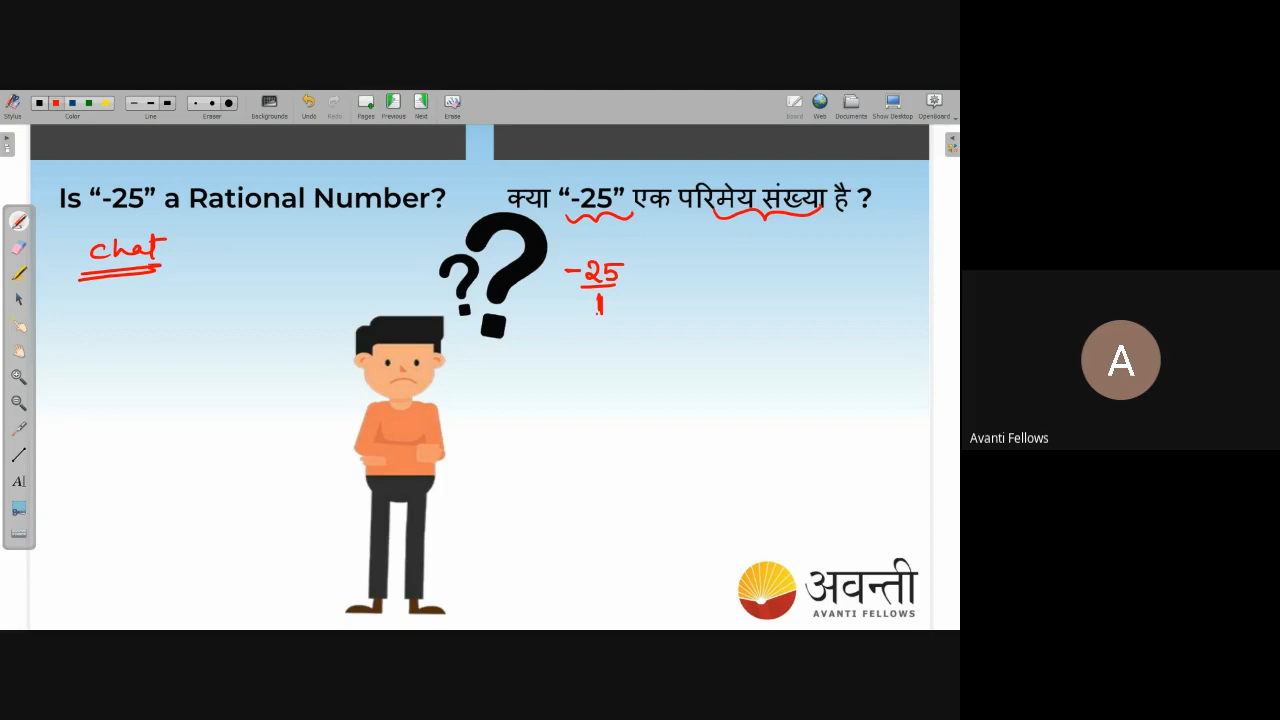 Stylus
Color
Line
Eraser
Backgrounds
Undo
Redo
Pages
Previous
Next
Erase
Board
Web
Documents
Show Desktop
OpenBoard
Is “-25” a Rational Number?
क्या “-25” एक परिमेय संख्या है ?
chat
-25
1
AI
A
Avanti Fellows
अवन्ती
AVANTI FELLOWS